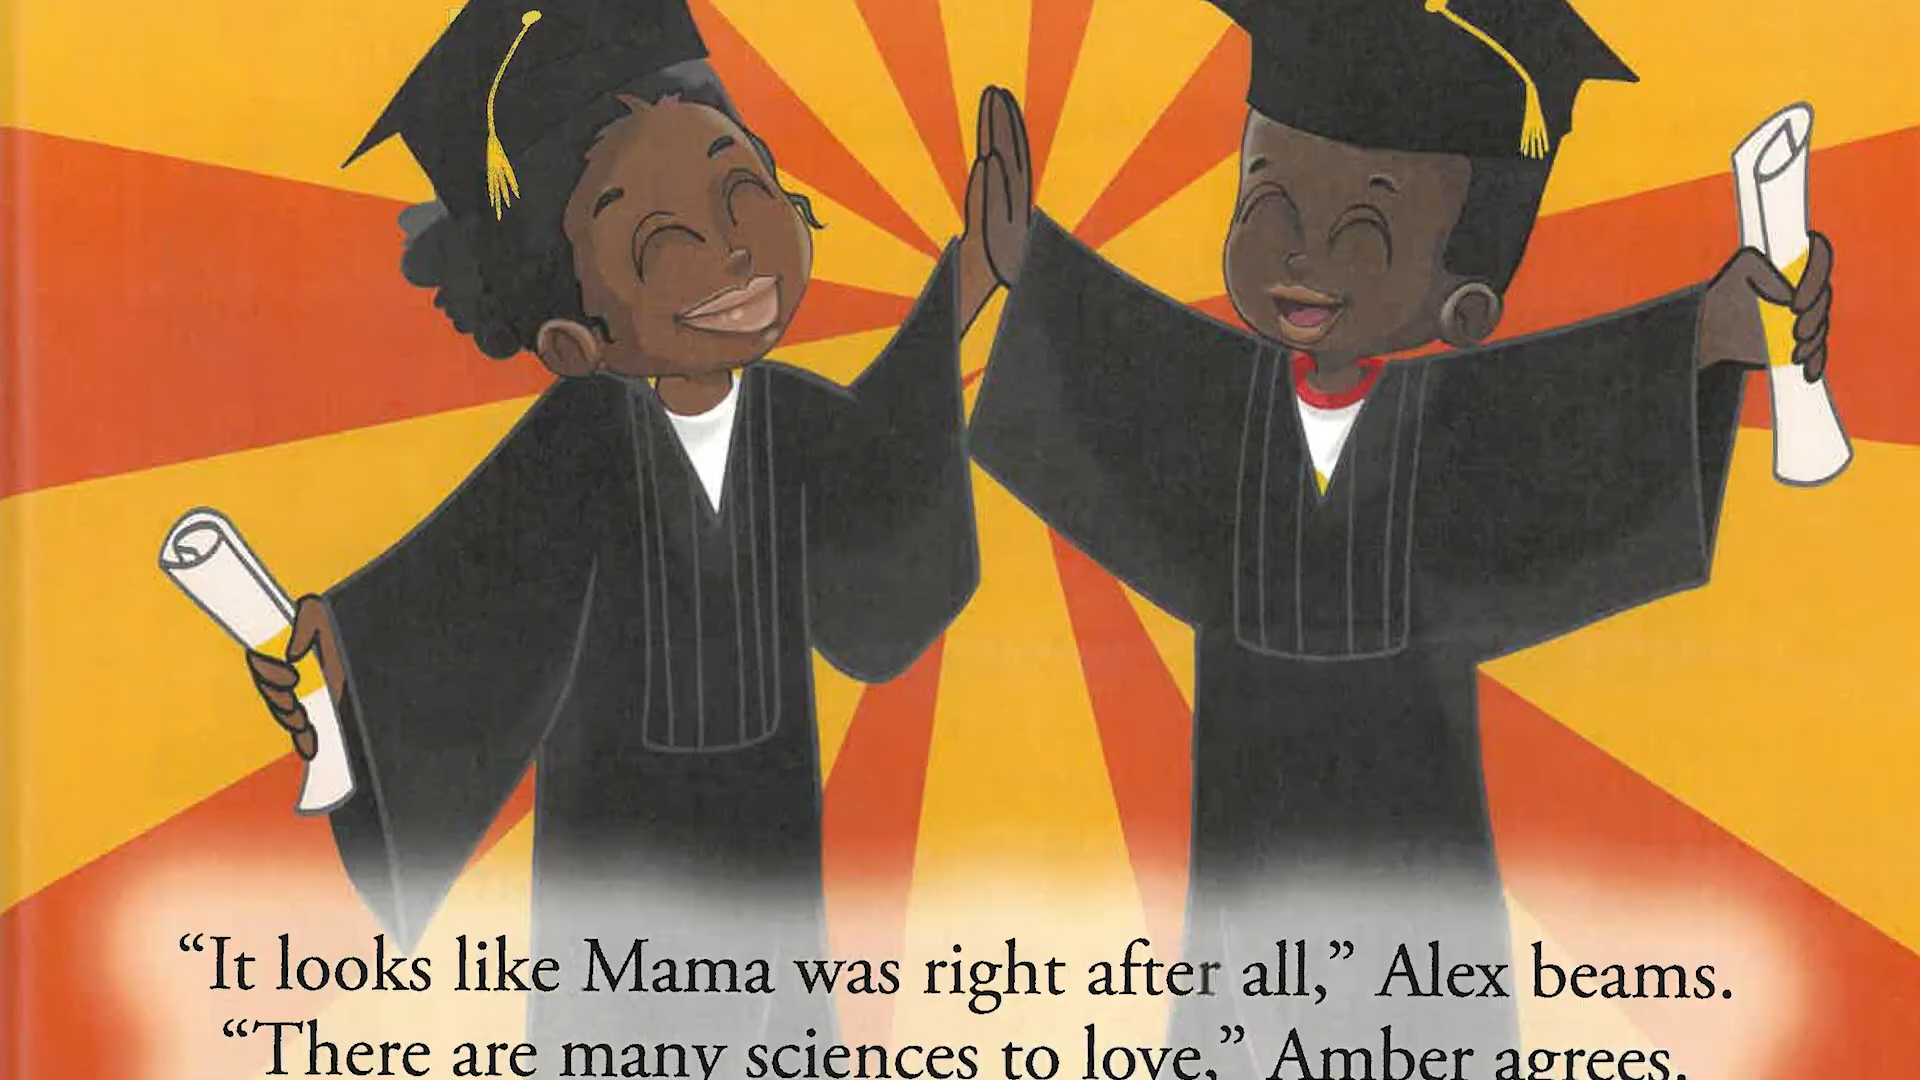 “It looks like Mama was right after all,” Alex beams.
“There are many sciences to love,” Amber agrees.